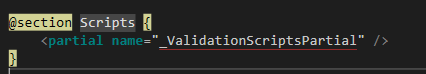 @section Scripts {
    <partial name="_ValidationScriptsPartial" />
}